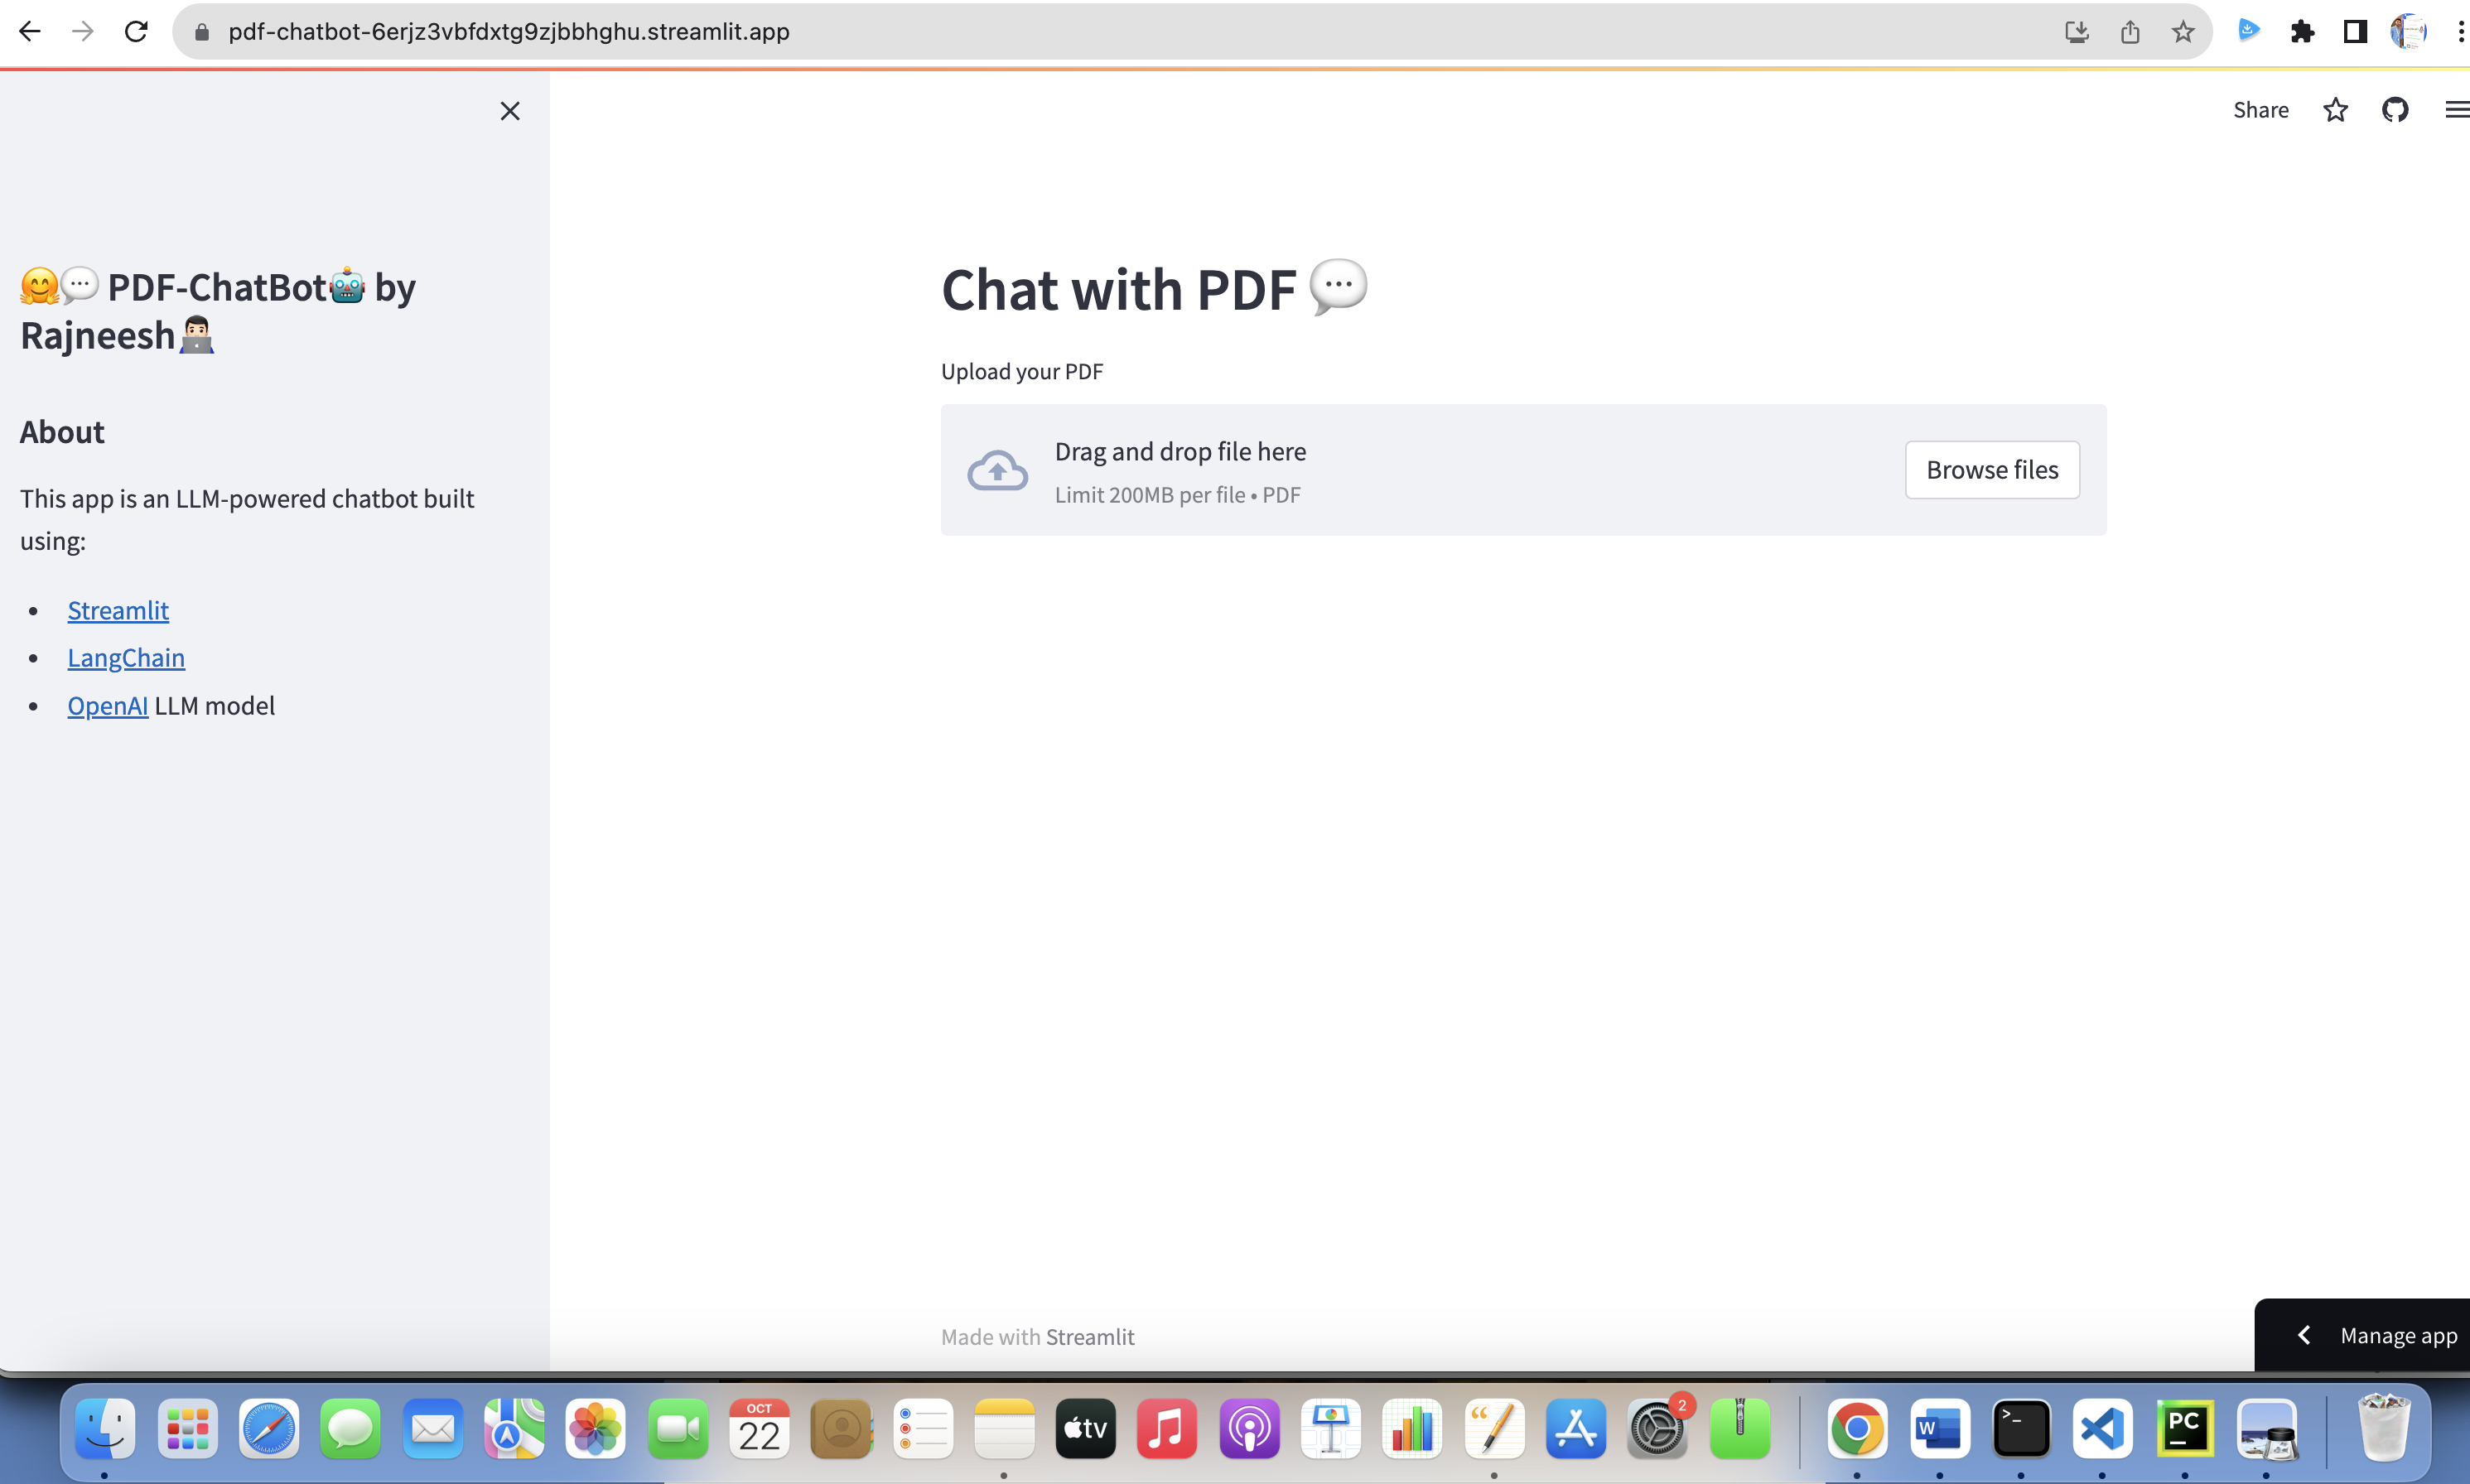 pdf-chatbot-6erjz3vbfdxtg9zjbbhghu.streamlit.app
Share
🤗💬 PDF-ChatBot🤖 by
Rajneesh👨🏻‍💻
About
This app is an LLM-powered chatbot built
using:
• Streamlit
• LangChain
• OpenAI LLM model
Chat with PDF 💬
Upload your PDF
Drag and drop file here
Limit 200MB per file • PDF
Browse files
Made with Streamlit
Manage app
OCT
22
tv
2
W
>_
PC